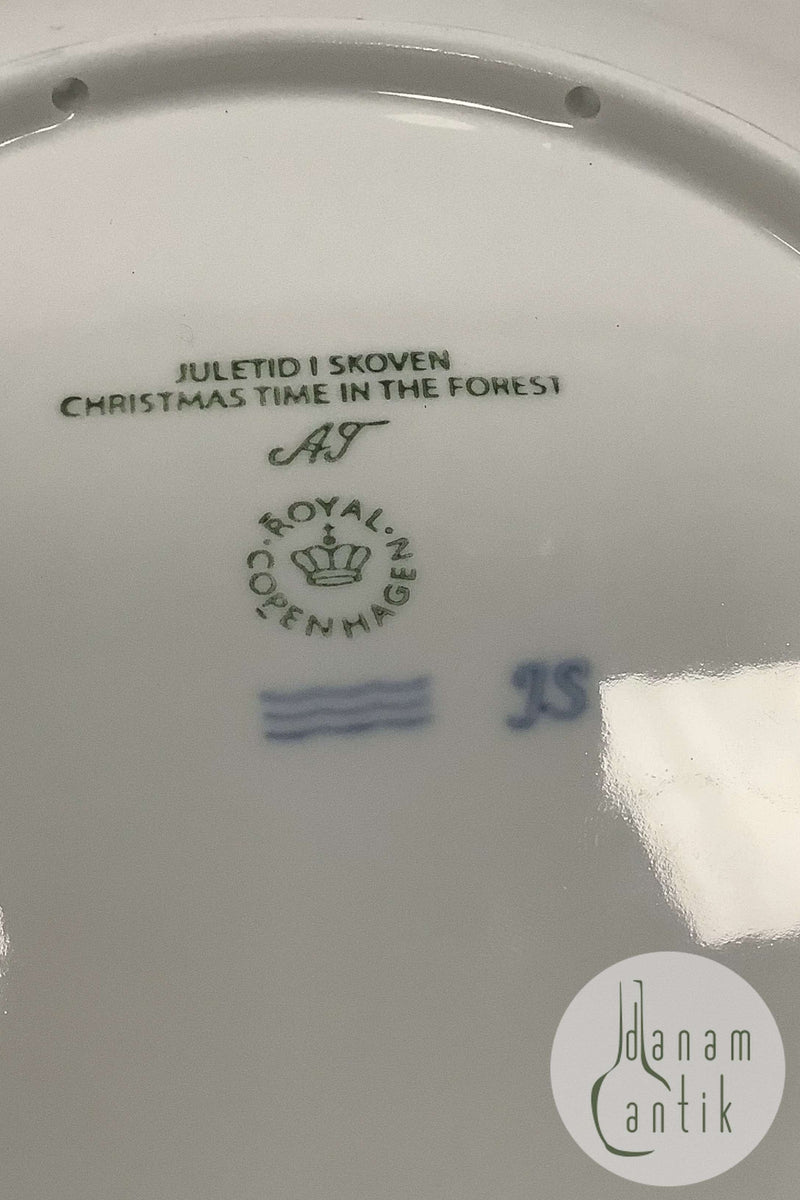 JULETID I SKOVEN
CHRISTMAS TIME IN THE FOREST
AT
ROYAL COPENHAGEN
JS
danam
antik